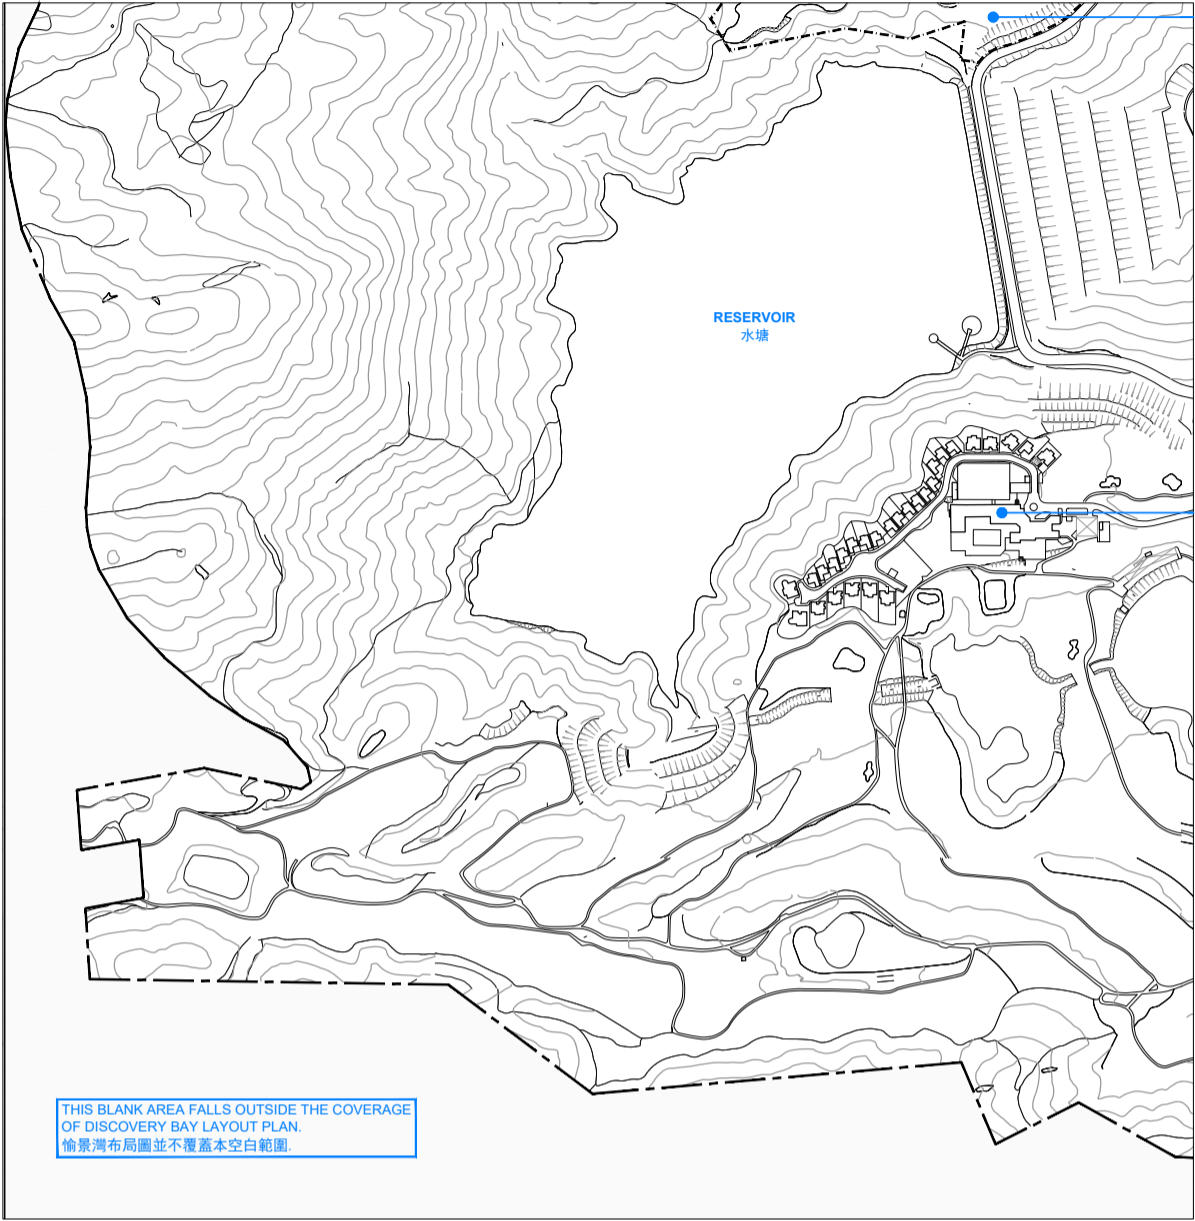 RESERVOIR
水塘
THIS BLANK AREA FALLS OUTSIDE THE COVERAGE
OF DISCOVERY BAY LAYOUT PLAN.
愉景灣布局圖並不覆蓋本空白範圍.